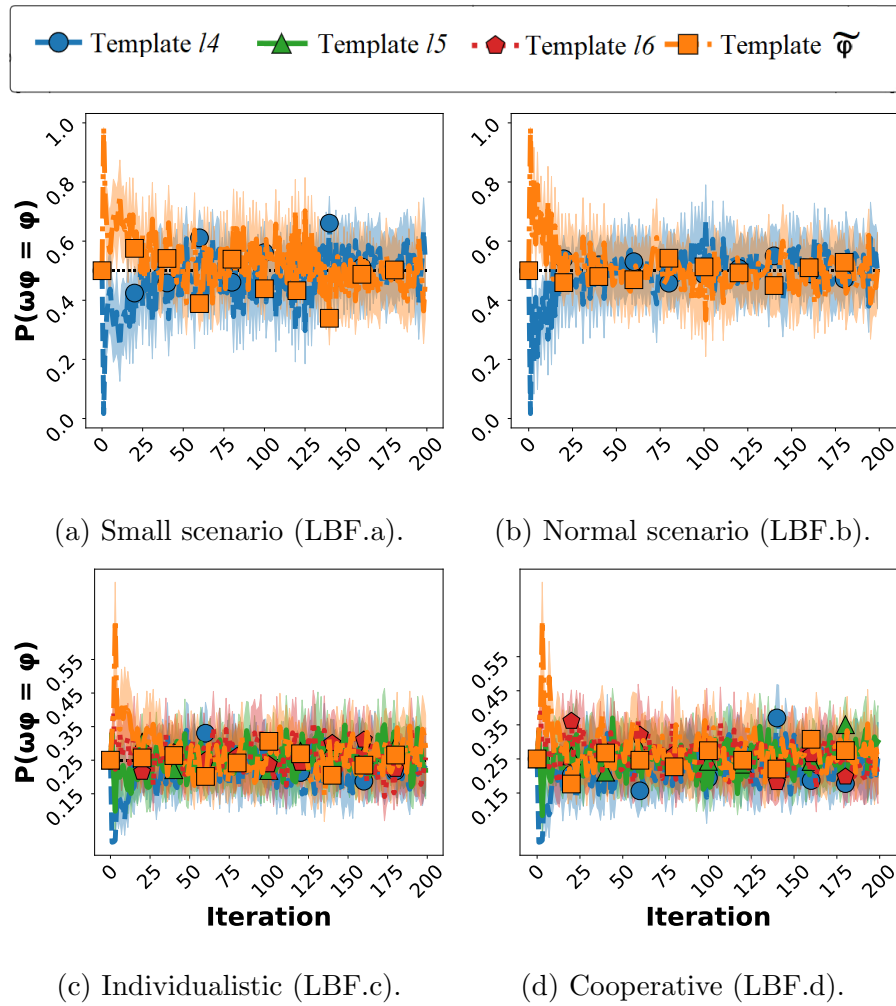 Template l4 Template l5 Template l6 Template φ̃
P(ωφ = φ)
1.0
0.8
0.6
0.4
0.2
0.0
0 25 50 75 100 125 150 175 200
(a) Small scenario (LBF.a).
1.0
0.8
0.6
0.4
0.2
0.0
0 25 50 75 100 125 150 175 200
(b) Normal scenario (LBF.b).
P(ωφ = φ)
0.55
0.45
0.35
0.25
0.15
0 25 50 75 100 125 150 175 200
Iteration
(c) Individualistic (LBF.c).
0.55
0.45
0.35
0.25
0.15
0 25 50 75 100 125 150 175 200
Iteration
(d) Cooperative (LBF.d).